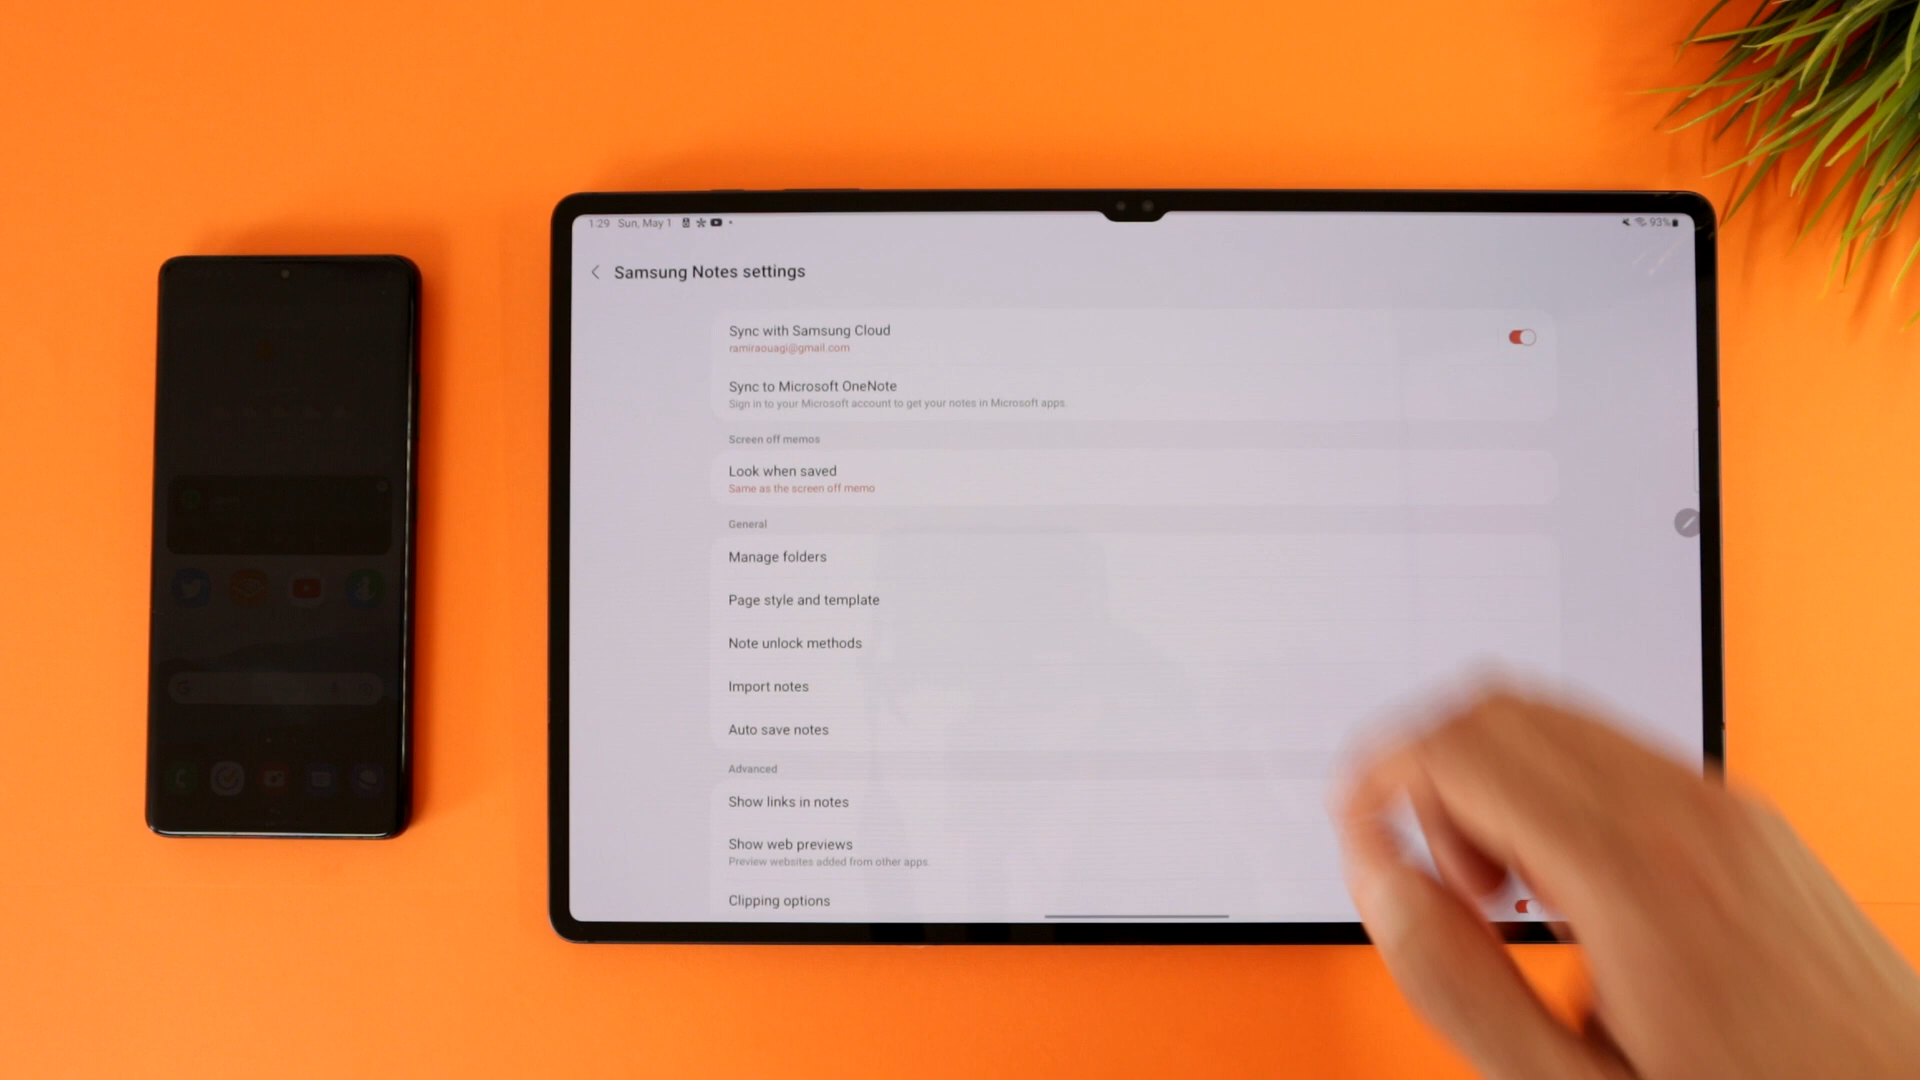 1:29 Sun, May 1
93%
Samsung Notes settings
Sync with Samsung Cloud
ramiraouagi@gmail.com
Sync to Microsoft OneNote
Sign in to your Microsoft account to get your notes in Microsoft apps.
Screen off memos
Look when saved
Same as the screen off memo
General
Manage folders
Page style and template
Note unlock methods
Import notes
Auto save notes
Advanced
Show links in notes
Show web previews
Preview websites added from other apps.
Clipping options